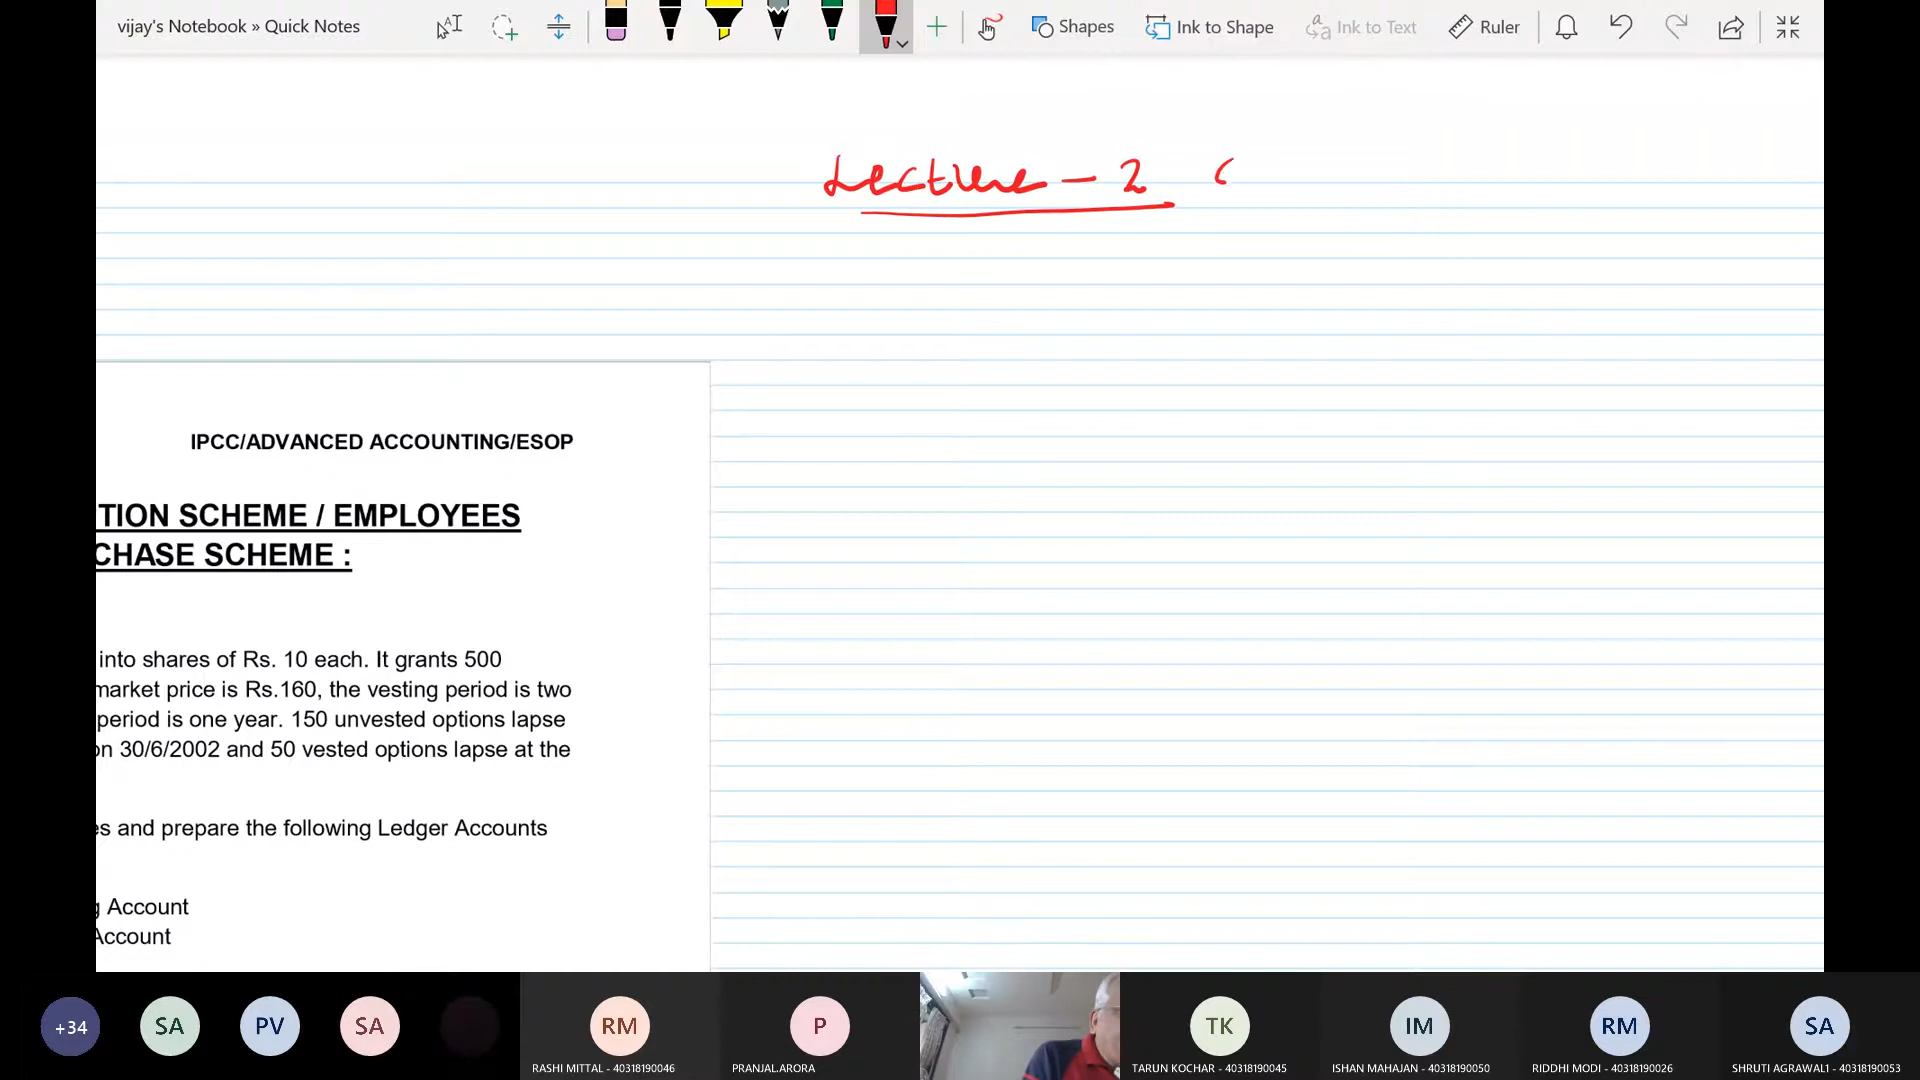 vijay's Notebook » Quick Notes
Shapes
Ink to Shape
Ink to Text
Ruler
Lecture - 2 (
IPCC/ADVANCED ACCOUNTING/ESOP
TION SCHEME / EMPLOYEES
CHASE SCHEME :
into shares of Rs. 10 each. It grants 500
market price is Rs.160, the vesting period is two
period is one year. 150 unvested options lapse
on 30/6/2002 and 50 vested options lapse at the
es and prepare the following Ledger Accounts
g Account
Account
+34
SA
PV
SA
RM
RASHI MITTAL - 40318190046
P
PRANJAL.ARORA
TK
TARUN KOCHAR - 40318190045
IM
ISHAN MAHAJAN - 40318190050
RM
RIDDHI MODI - 40318190026
SA
SHRUTI AGRAWAL1 - 40318190053